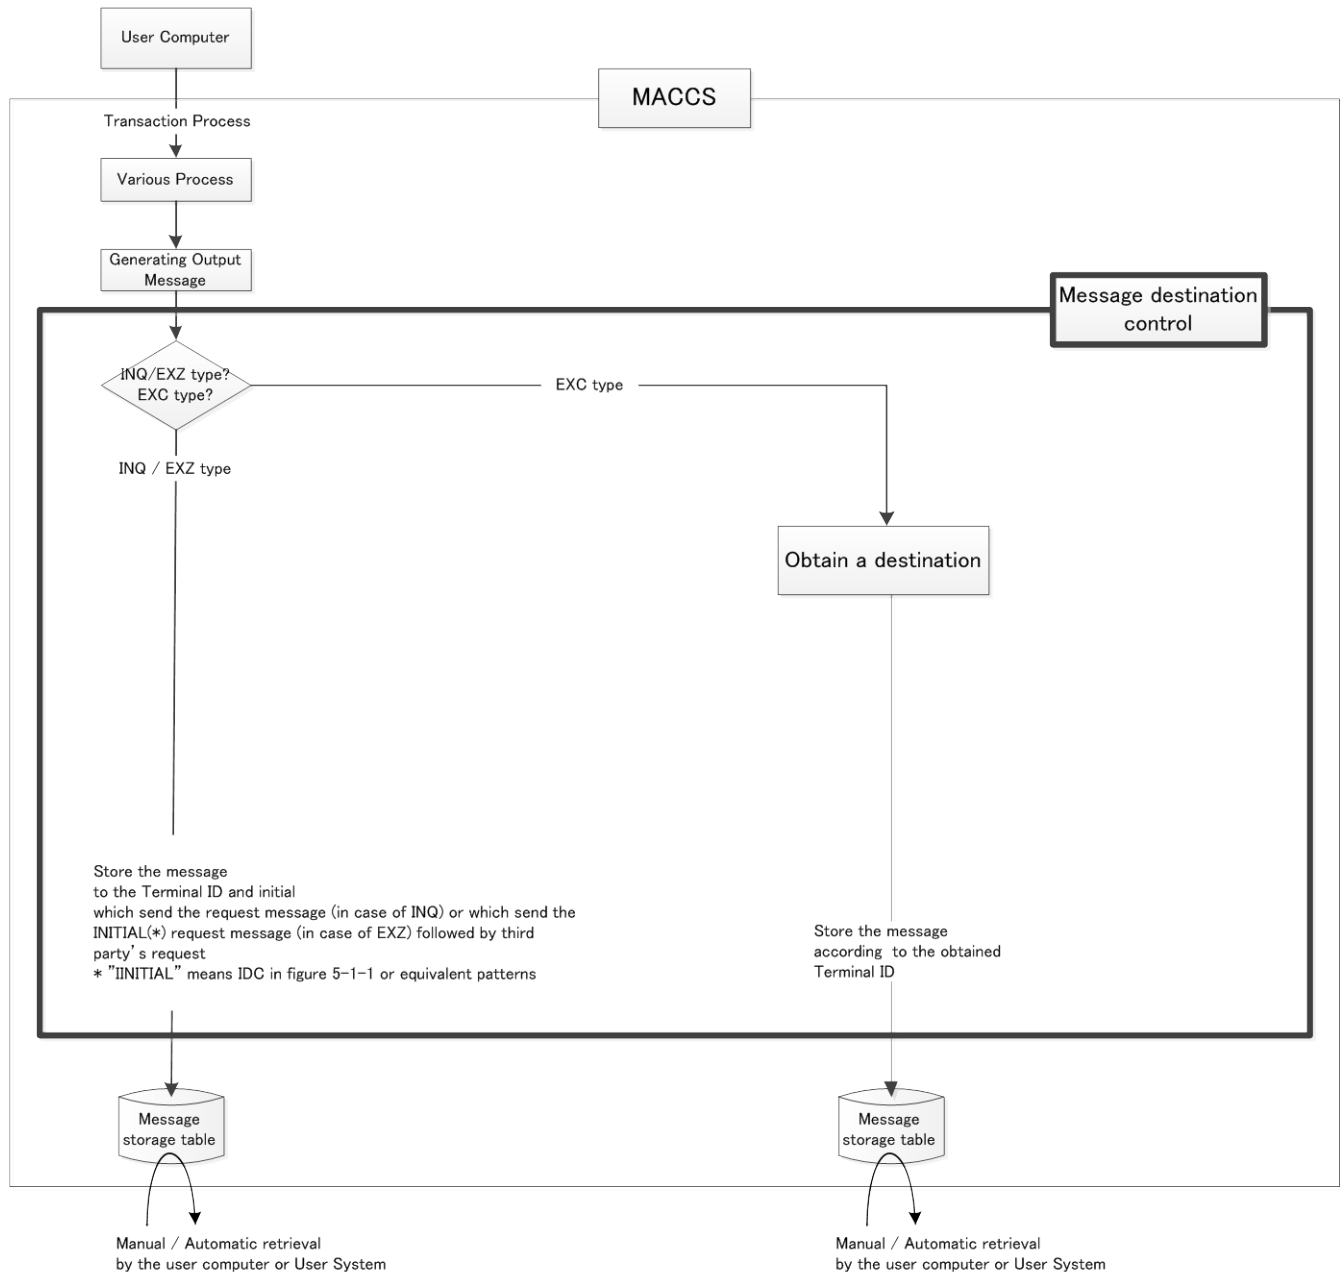 User Computer
MACCS
Transaction Process
Various Process
Generating Output
Message
Message destination
control
INQ/EXZ type?
EXC type?
EXC type
INQ / EXZ type
Obtain a destination
Store the message
to the Terminal ID and initial
which send the request message (in case of INQ) or which send the
INITIAL(*) request message (in case of EXZ) followed by third
party's request
* "IINITIAL" means IDC in figure 5-1-1 or equivalent patterns
Store the message
according to the obtained
Terminal ID
Message
storage table
Message
storage table
Manual / Automatic retrieval
by the user computer or User System
Manual / Automatic retrieval
by the user computer or User System